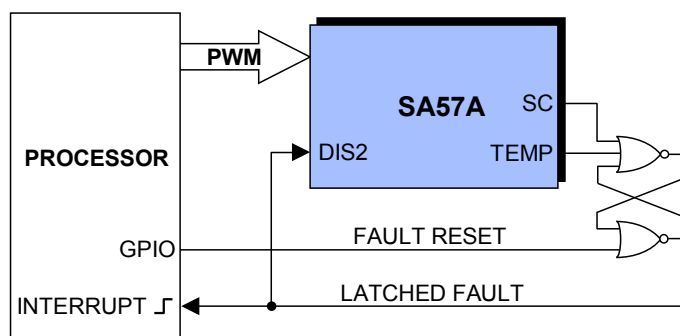 PWM
SA57A
SC
PROCESSOR
DIS2
TEMP
GPIO
FAULT RESET
INTERRUPT
LATCHED FAULT